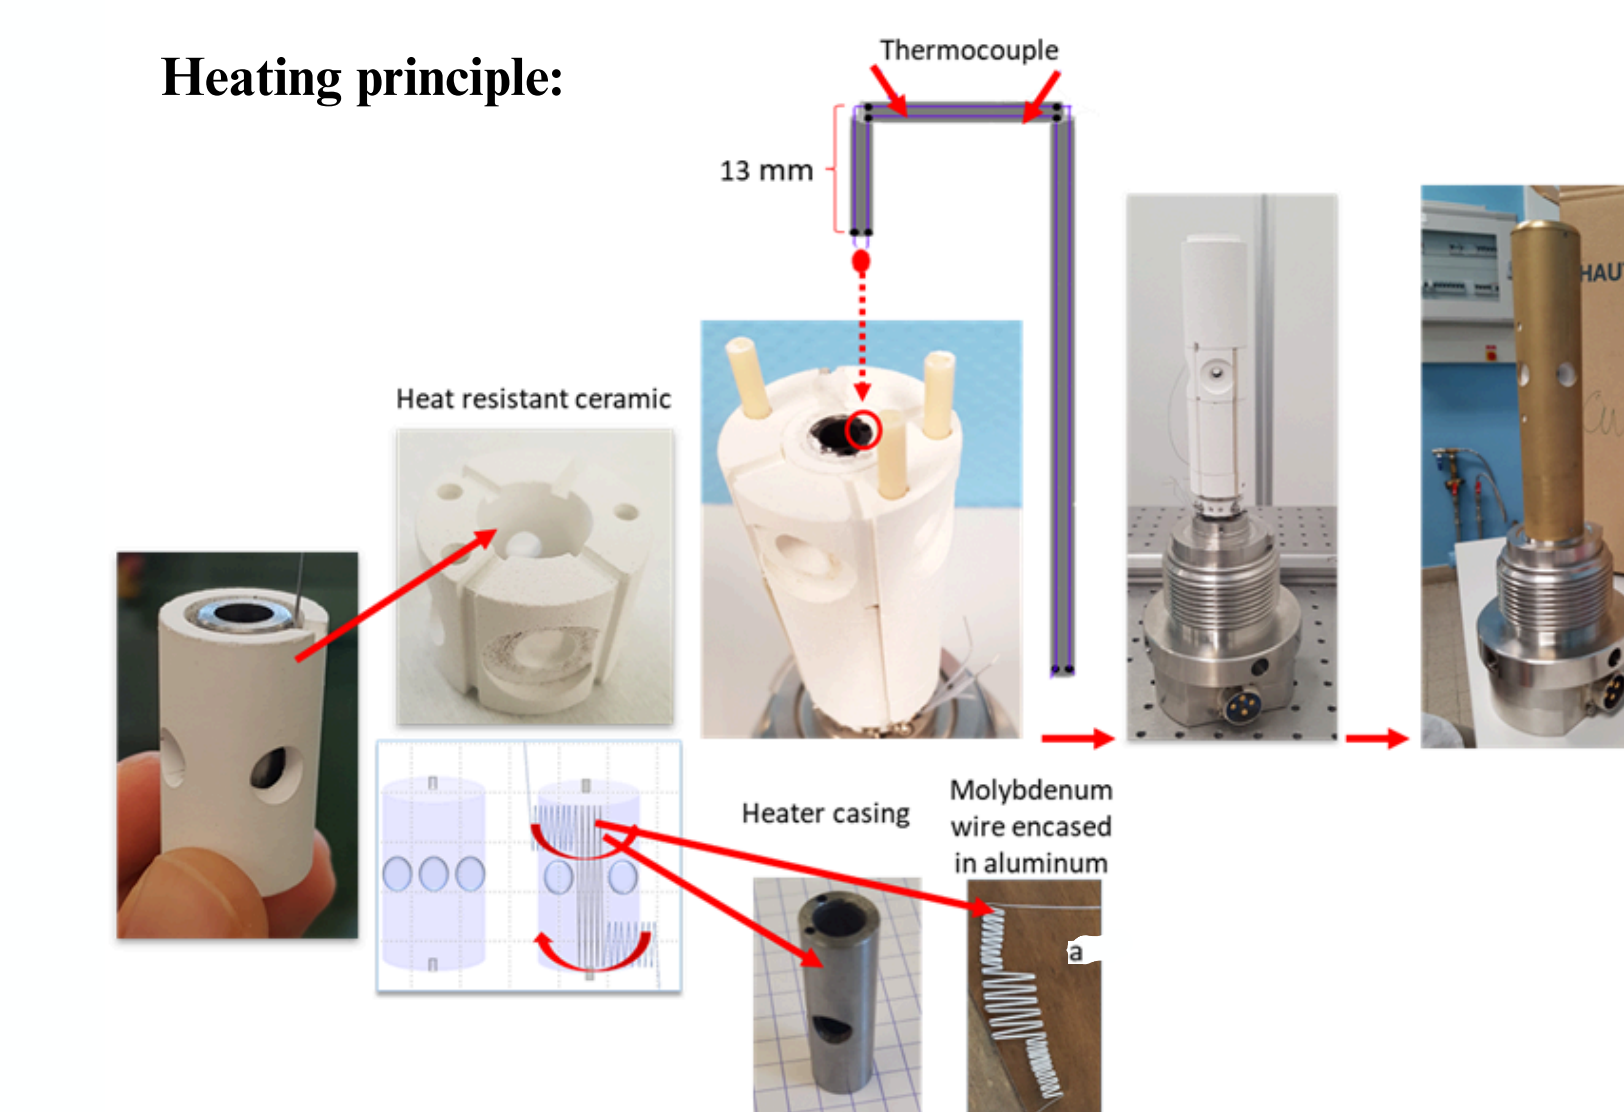 Heating principle:
Thermocouple
13 mm
HAU
Heat resistant ceramic
Heater casing
Molybdenum
wire encased
in aluminum
a